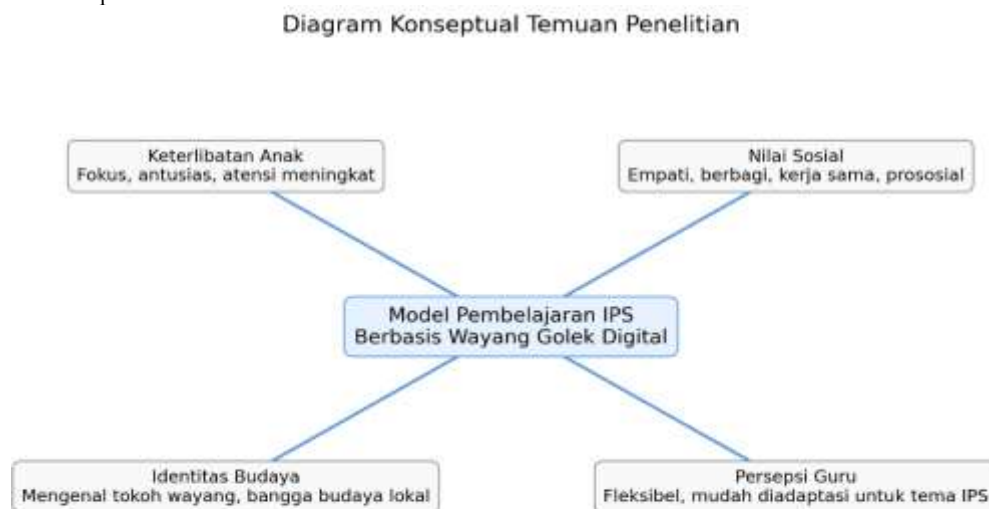 Diagram Konseptual Temuan Penelitian
Keterlibatan Anak
Fokus, antusias, atensi meningkat
Nilai Sosial
Empati, berbagi, kerja sama, prososial
Model Pembelajaran IPS
Berbasis Wayang Golek Digital
Identitas Budaya
Mengenal tokoh wayang, bangga budaya lokal
Persepsi Guru
Fleksibel, mudah diadaptasi untuk tema IPS